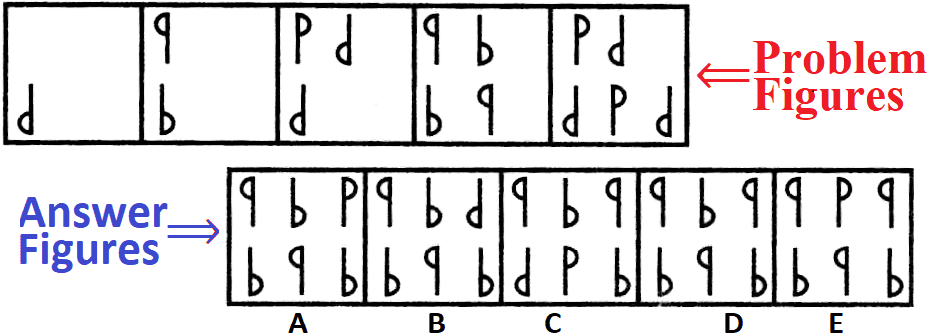 Problem
Figures
Answer
Figures
A B C D E